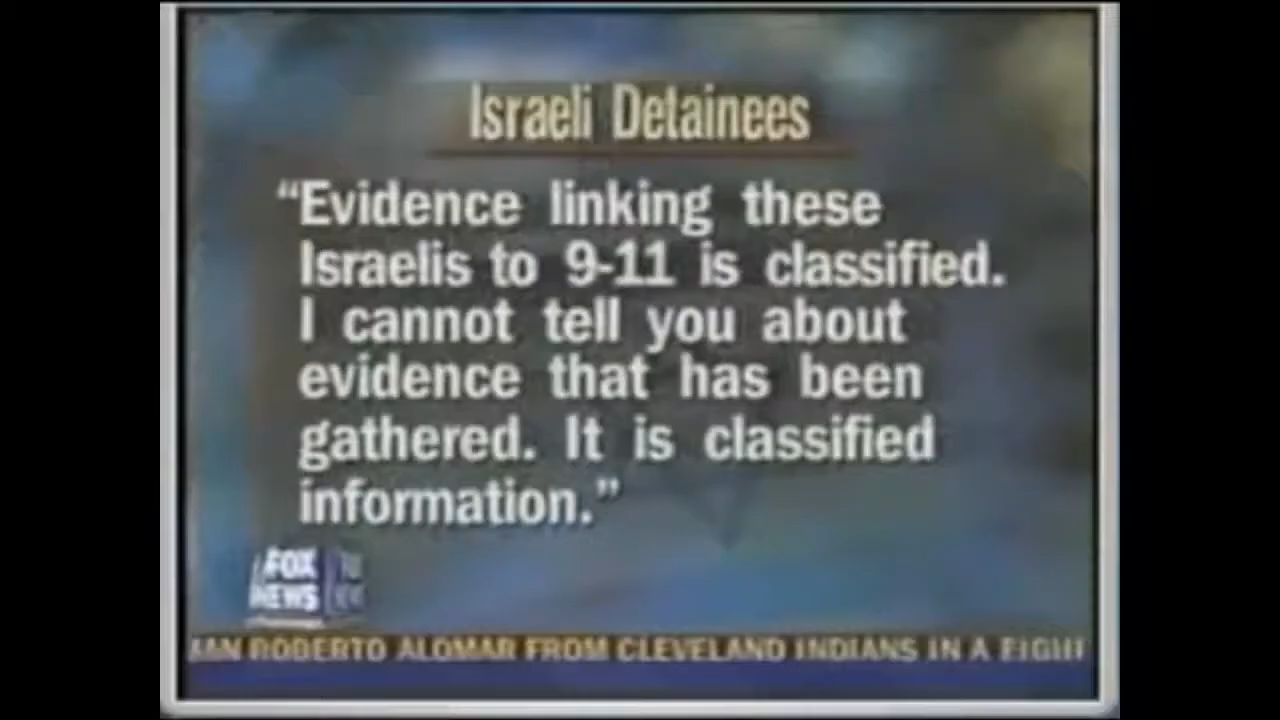 Israeli Detainees
“Evidence linking these
Israelis to 9-11 is classified.
I cannot tell you about
evidence that has been
gathered. It is classified
information.”
FOX
NEWS
ROBERTO ALOMAR FROM CLEVELAND INDIANS IN A